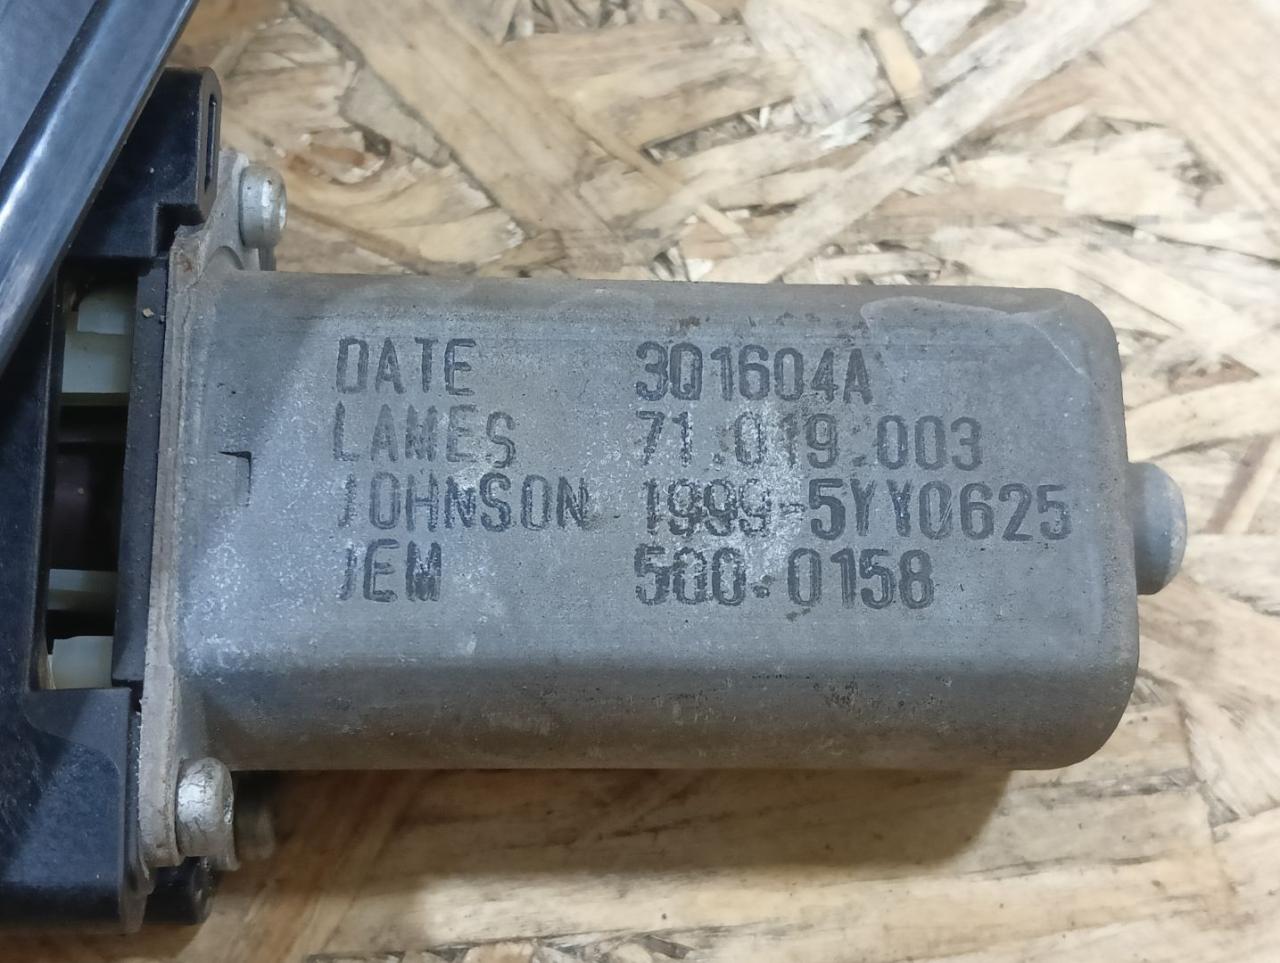 DATE 3Q1604A
LAMES 71.019.003
JOHNSON 1999-5YY0625
JEM 500.0158